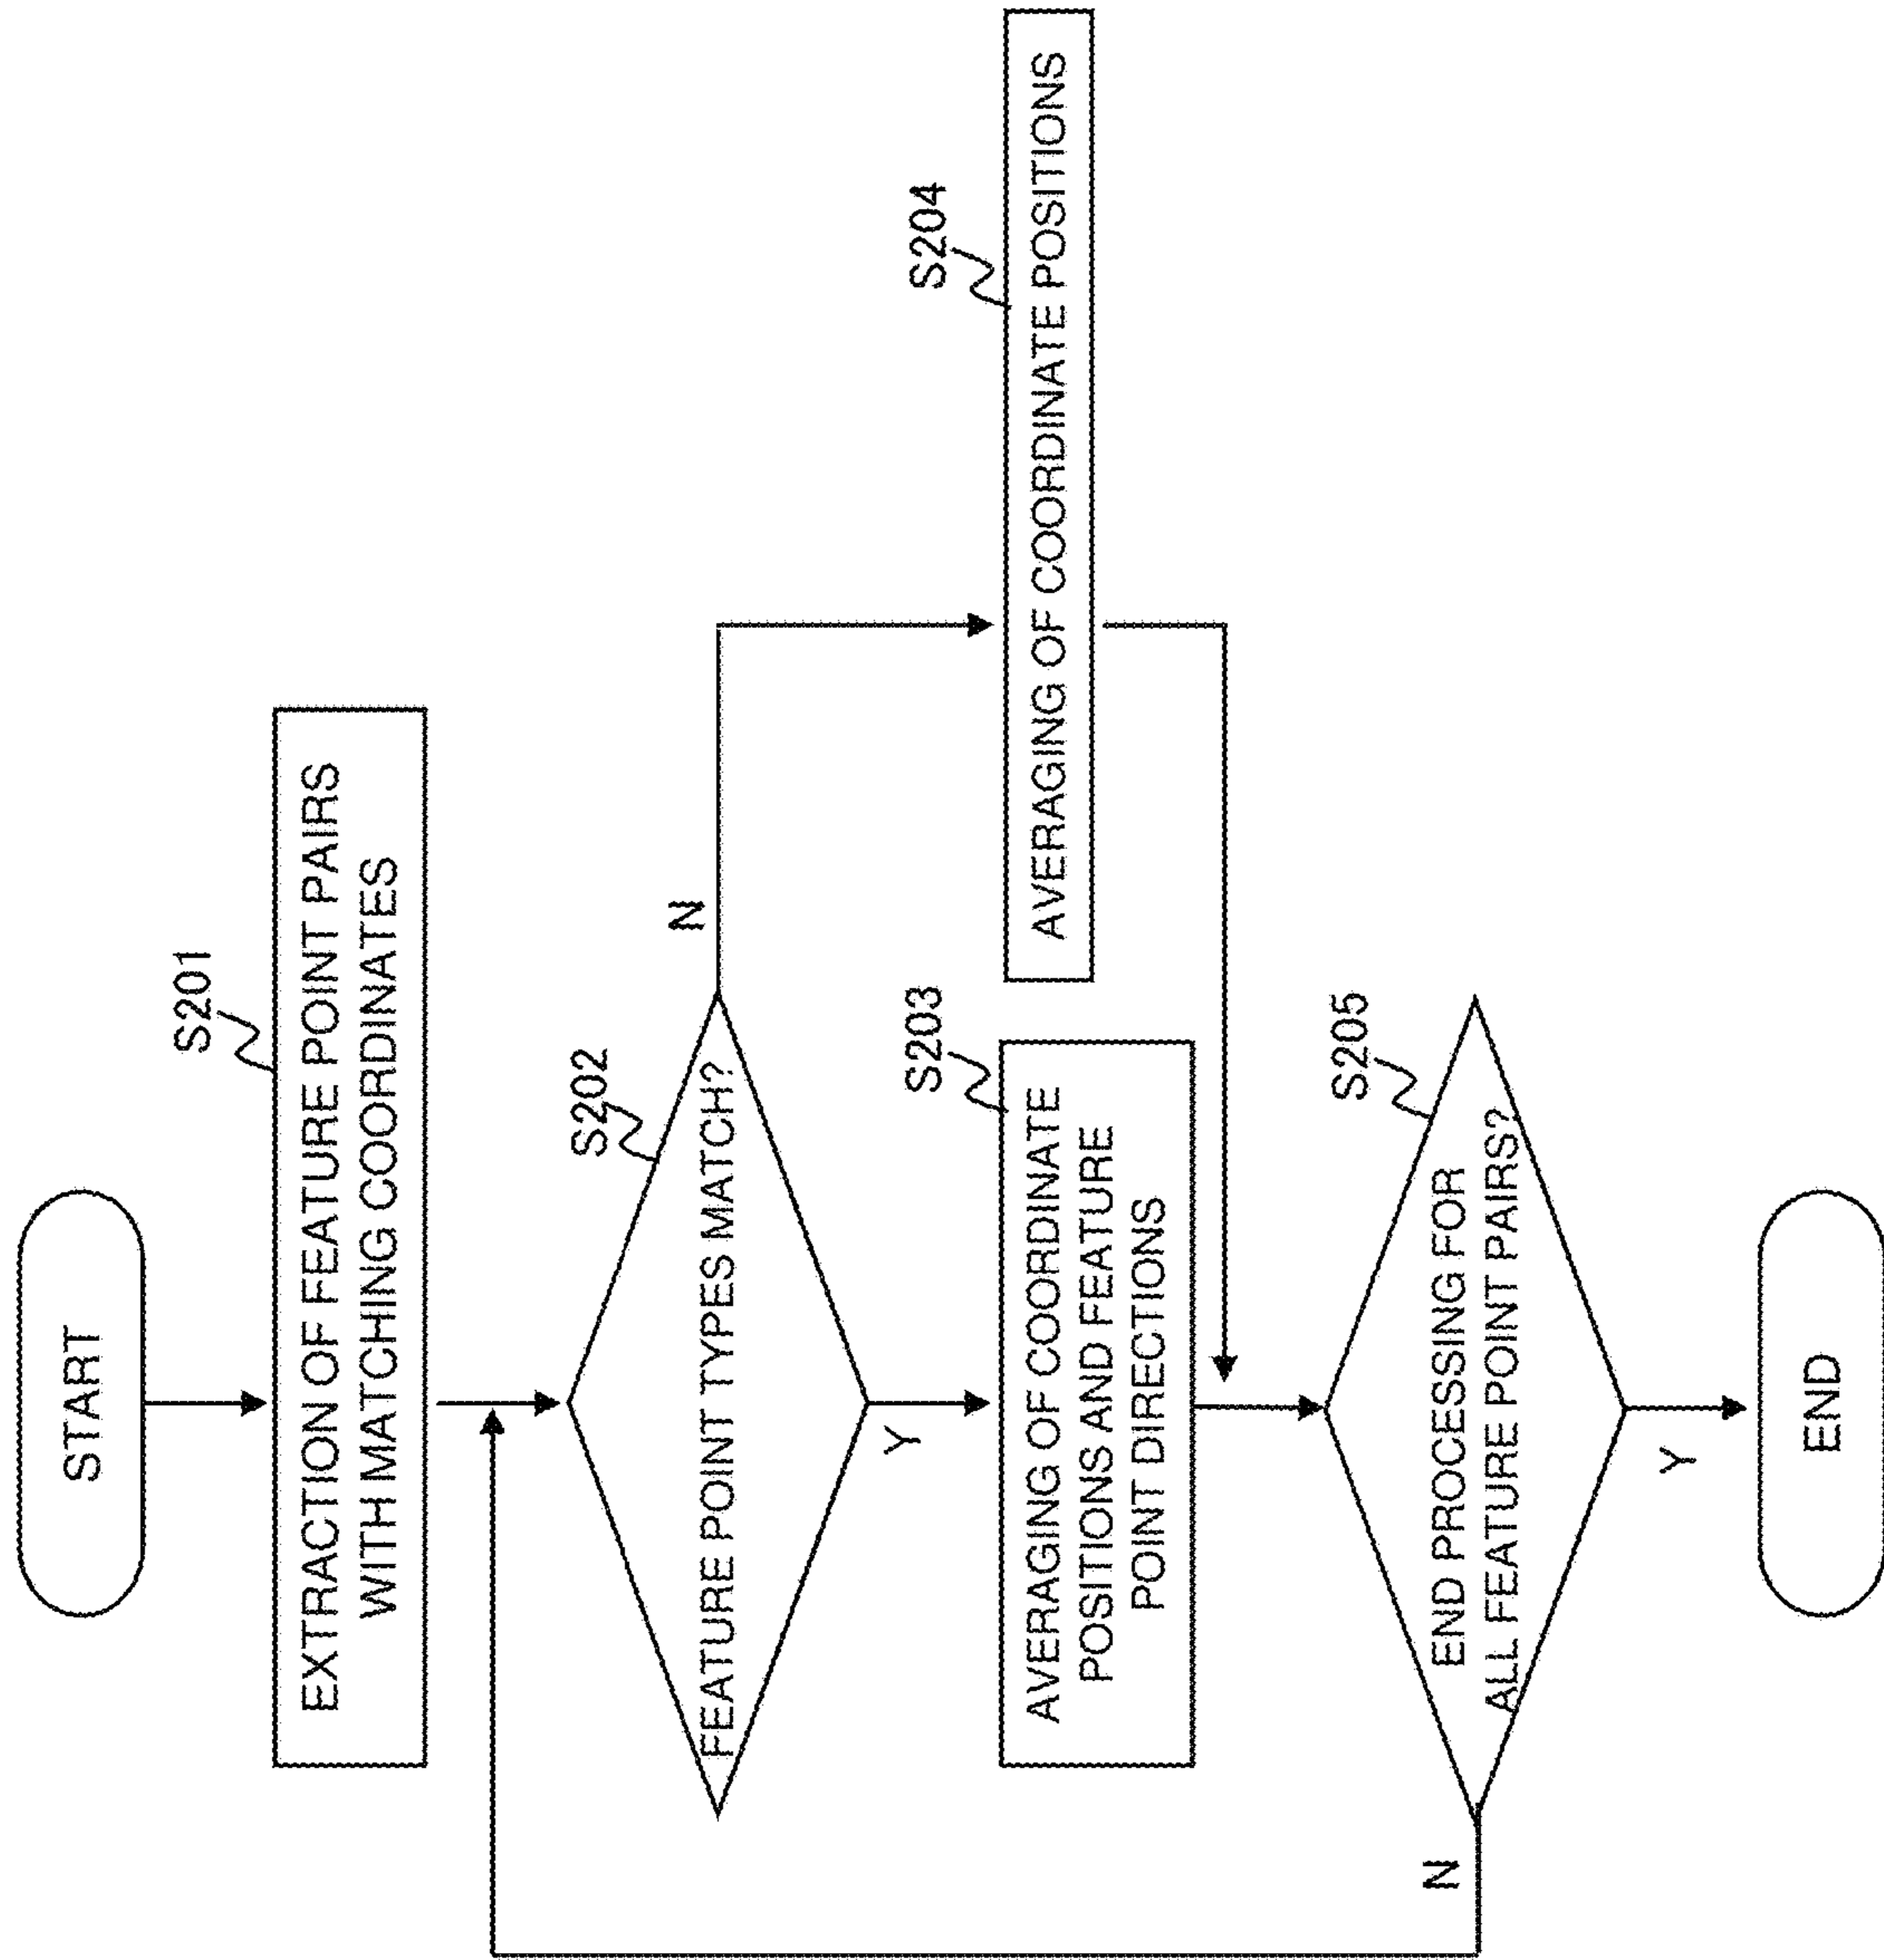 START
S201
EXTRACTION OF FEATURE POINT PAIRS
WITH MATCHING COORDINATES
S202
FEATURE POINT TYPES MATCH?
N
Y
S203
AVERAGING OF COORDINATE
POSITIONS AND FEATURE
POINT DIRECTIONS
S204
AVERAGING OF COORDINATE POSITIONS
S205
END PROCESSING FOR
ALL FEATURE POINT PAIRS?
N
Y
END